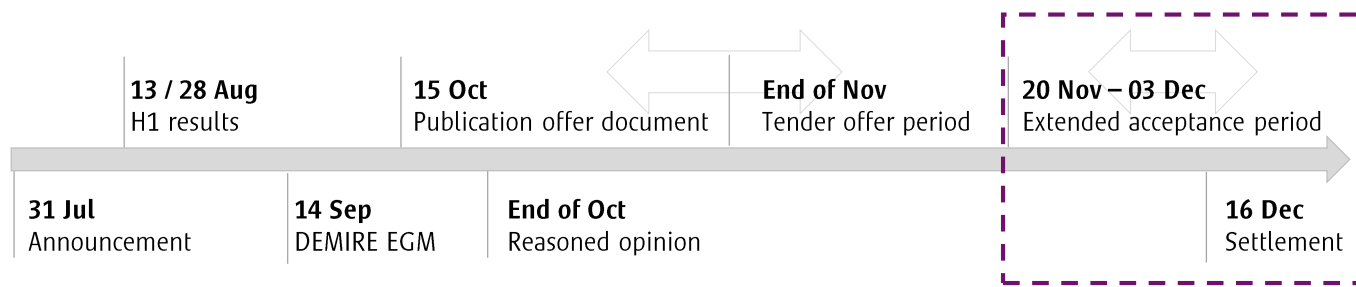 13 / 28 Aug
H1 results
15 Oct
Publication offer document
End of Nov
Tender offer period
20 Nov – 03 Dec
Extended acceptance period
31 Jul
Announcement
14 Sep
DEMIRE EGM
End of Oct
Reasoned opinion
16 Dec
Settlement